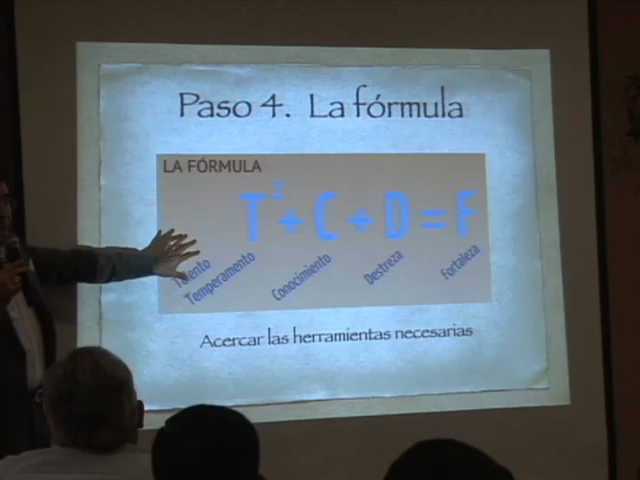 Paso 4. La fórmula
LA FÓRMULA
T² + C + D = F
Talento
Temperamento
Conocimiento
Destreza
Fortaleza
Acercar las herramientas necesarias